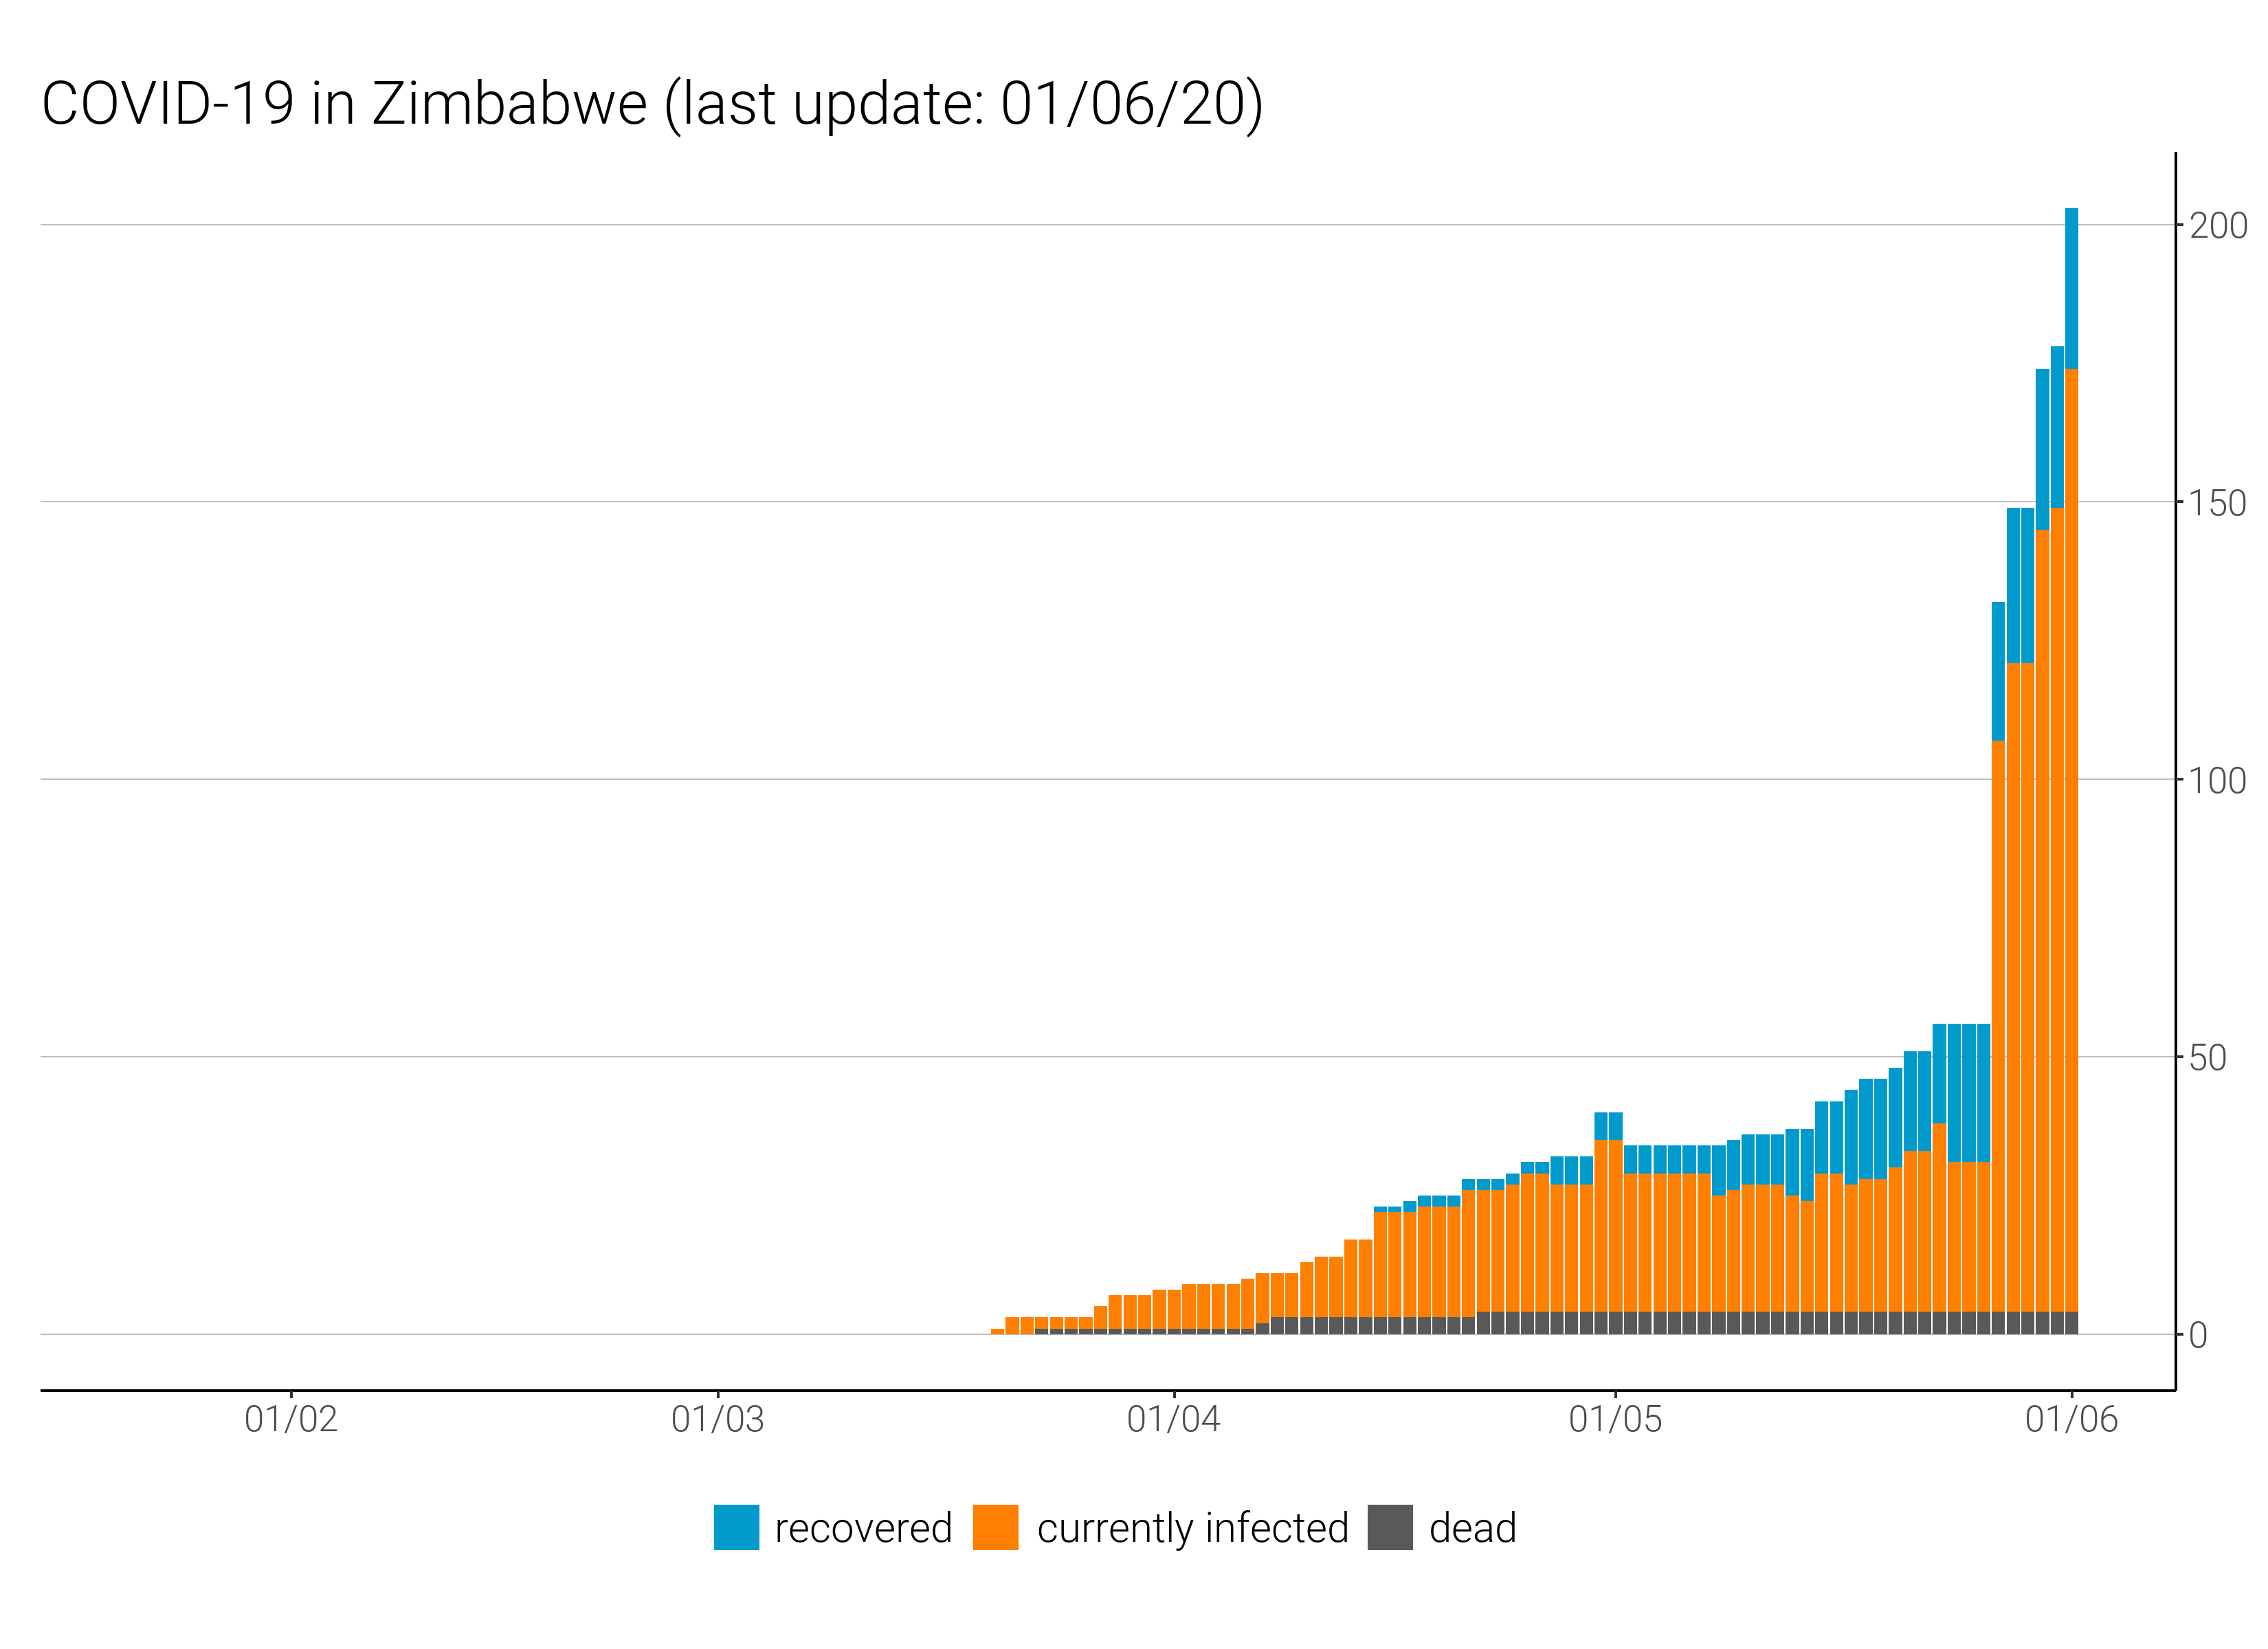 COVID-19 in Zimbabwe (last update: 01/06/20)
200
150
100
50
0
01/02 01/03 01/04 01/05 01/06
recovered currently infected dead